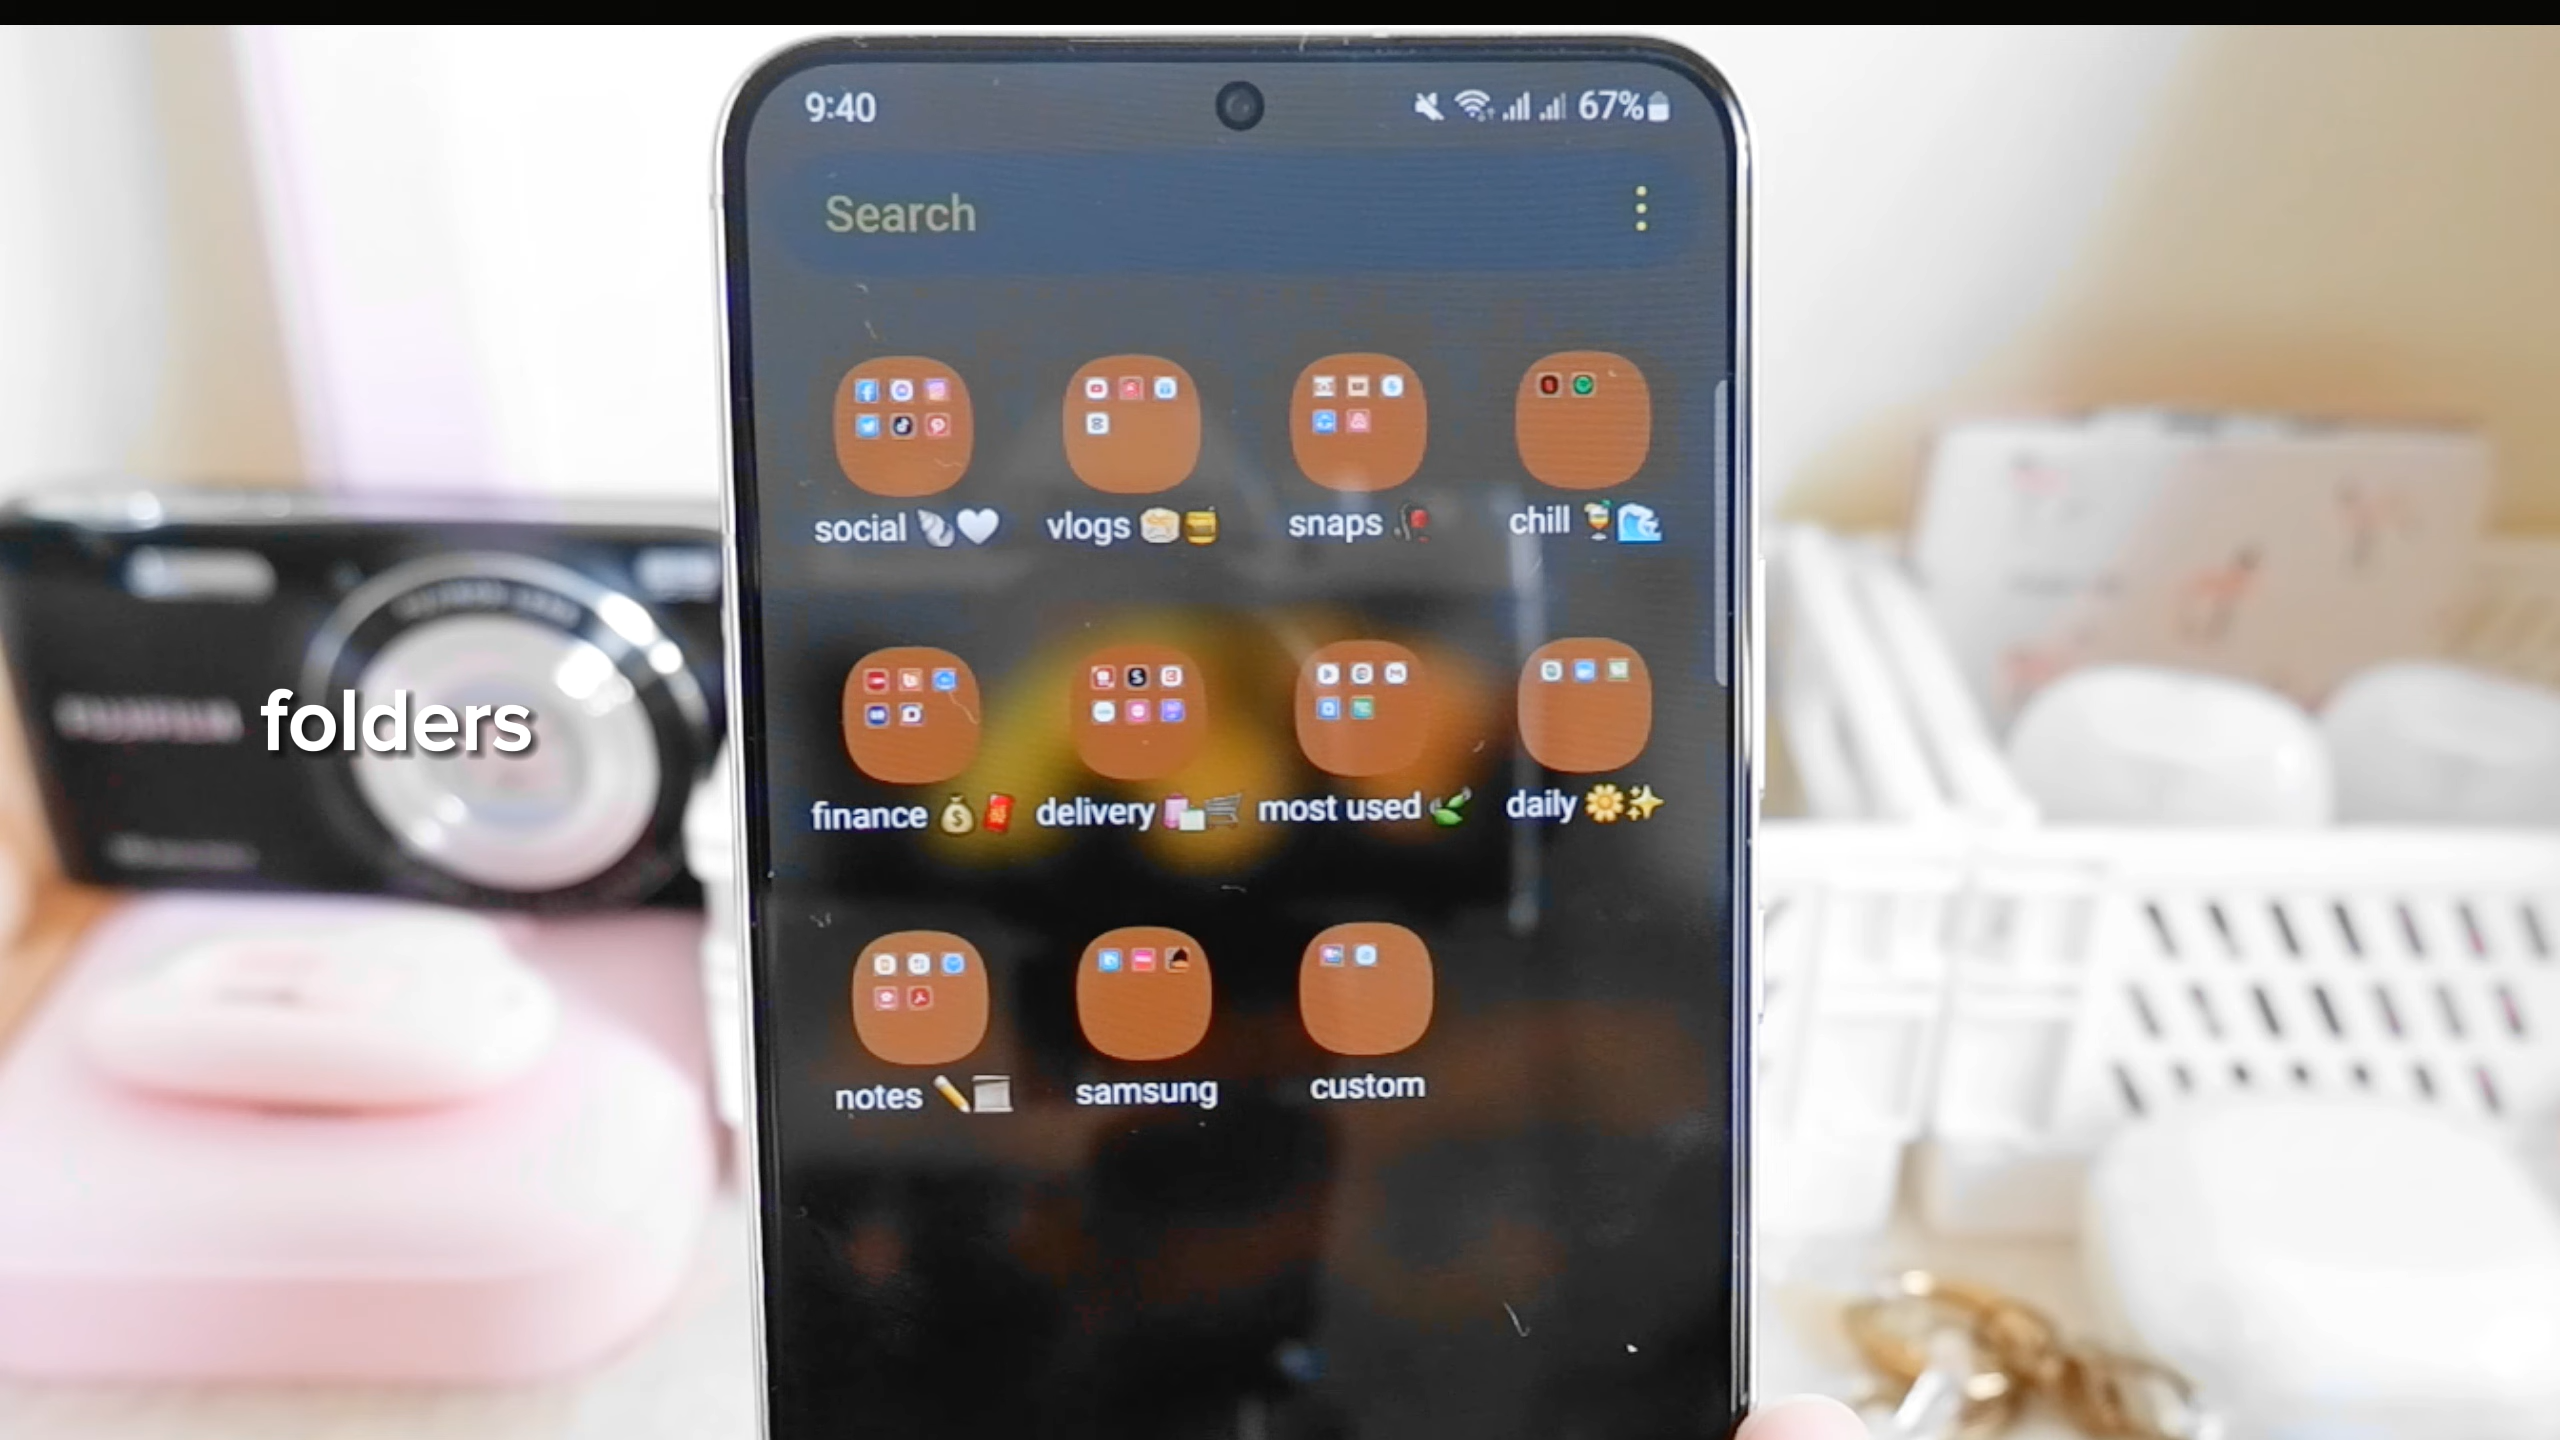 9:40
67%
Search
social 🐚🤍
vlogs 🍞🍯
snaps 🥀
chill 🍹🌊
folders
finance 💰🧧
delivery 🛍️🛒
most used 🌿
daily 🌼✨
notes ✏️
samsung
custom